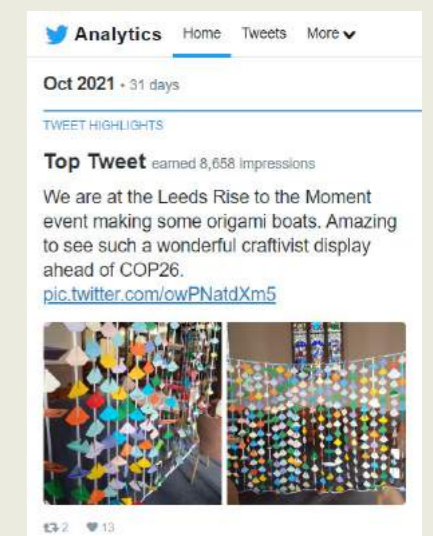 Analytics Home Tweets More
Oct 2021 • 31 days
TWEET HIGHLIGHTS
Top Tweet earned 8,658 impressions
We are at the Leeds Rise to the Moment
event making some origami boats. Amazing
to see such a wonderful craftivist display
ahead of COP26.
pic.twitter.com/owPNatdXm5
2 13